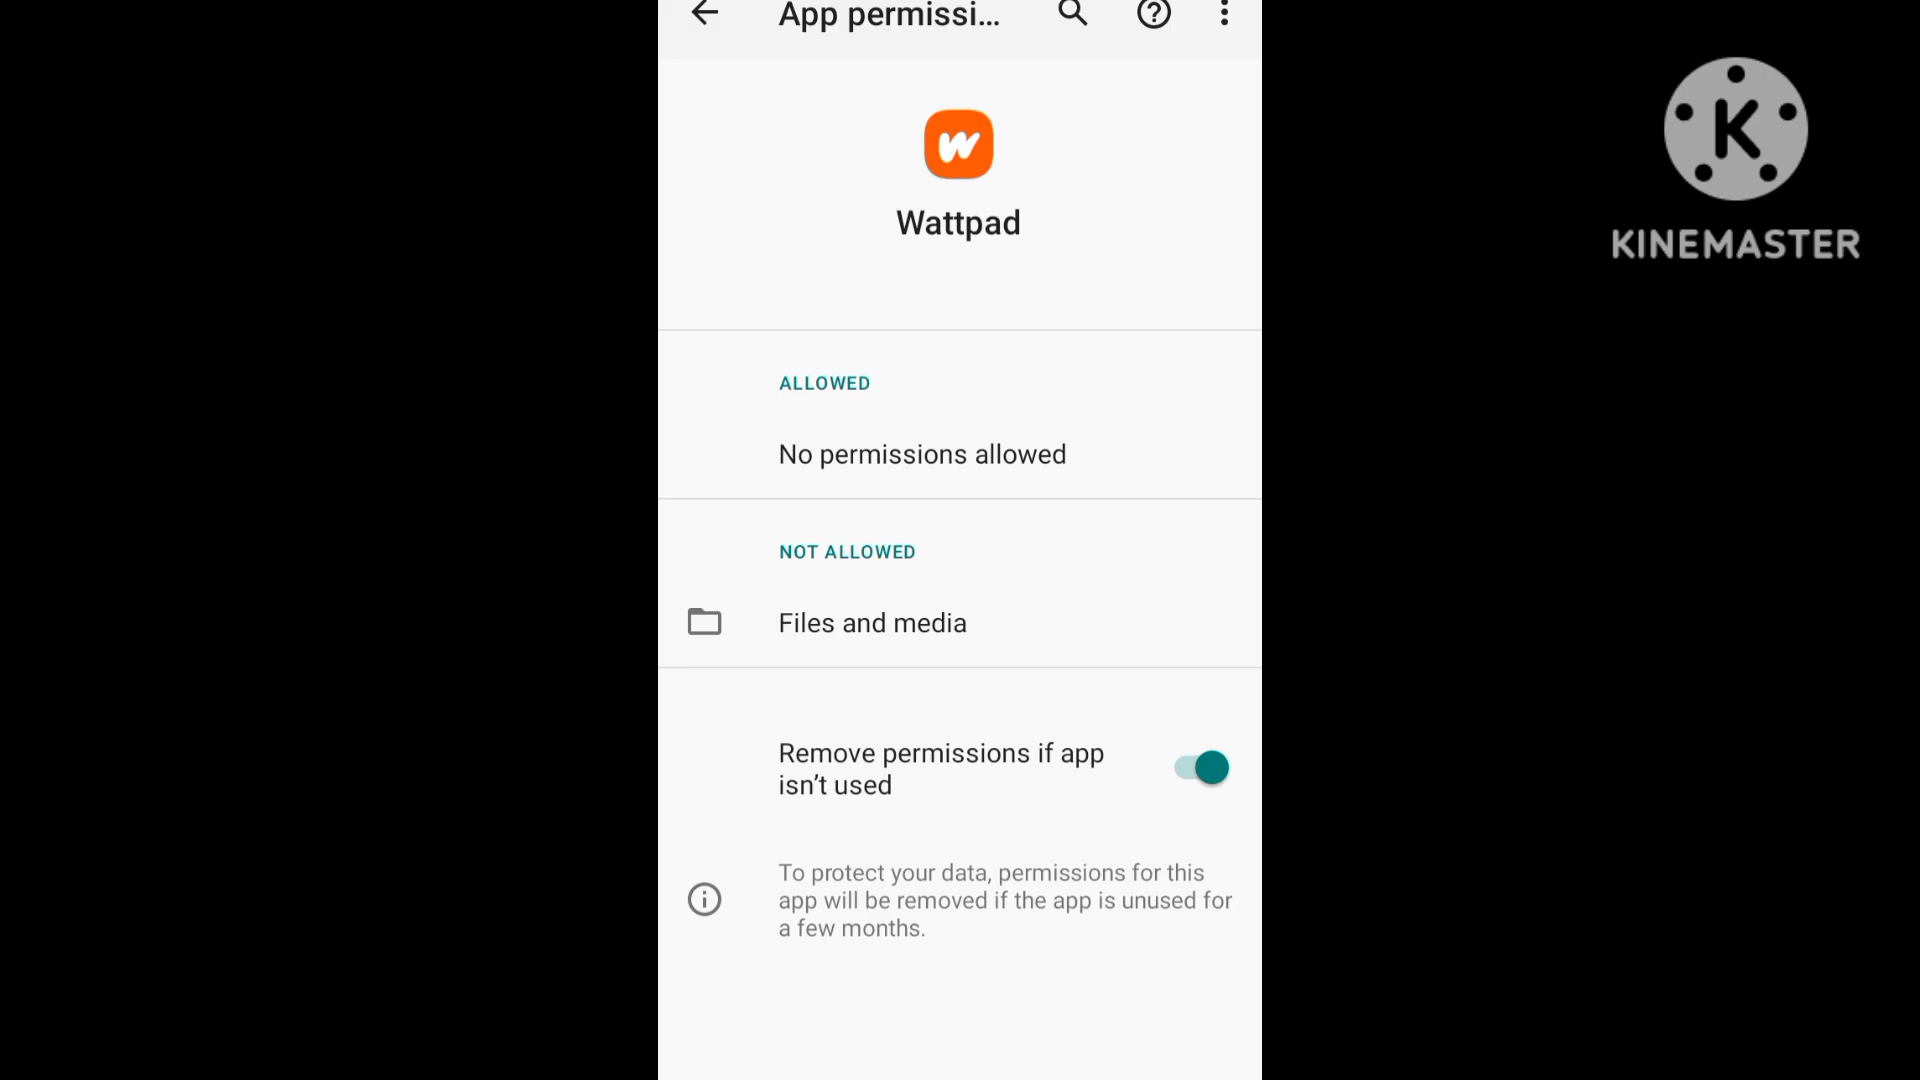 App permissi...
Wattpad
ALLOWED
No permissions allowed
NOT ALLOWED
Files and media
Remove permissions if app
isn’t used
To protect your data, permissions for this
app will be removed if the app is unused for
a few months.
K
KINEMASTER